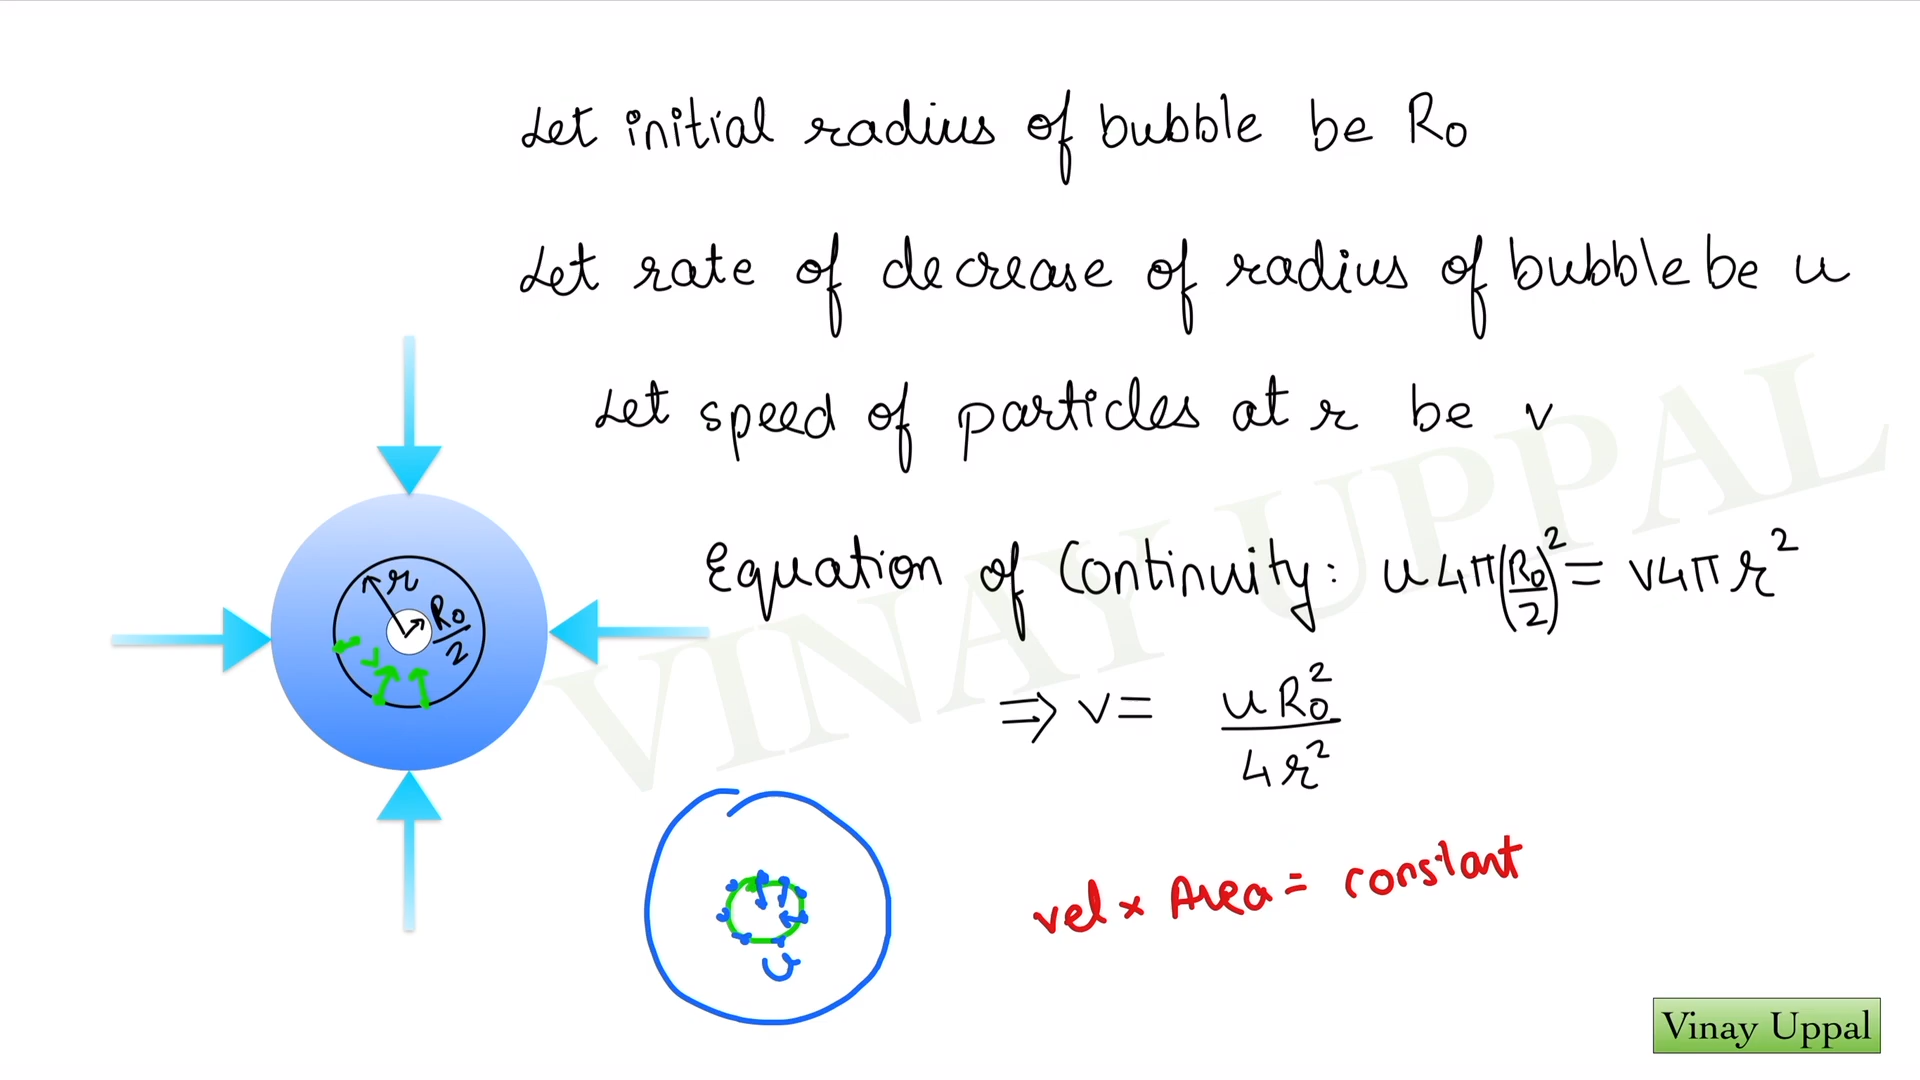 Let initial radius of bubble be R₀
Let rate of decrease of radius of bubble be u
Let speed of particles at r be v
Equation of Continuity: u4π(R₀/2)² = v4πr²
⇒ v = uR₀²/4r²
r
R₀/2
v
u
vel × Area = constant
VINAY UPPAL
Vinay Uppal